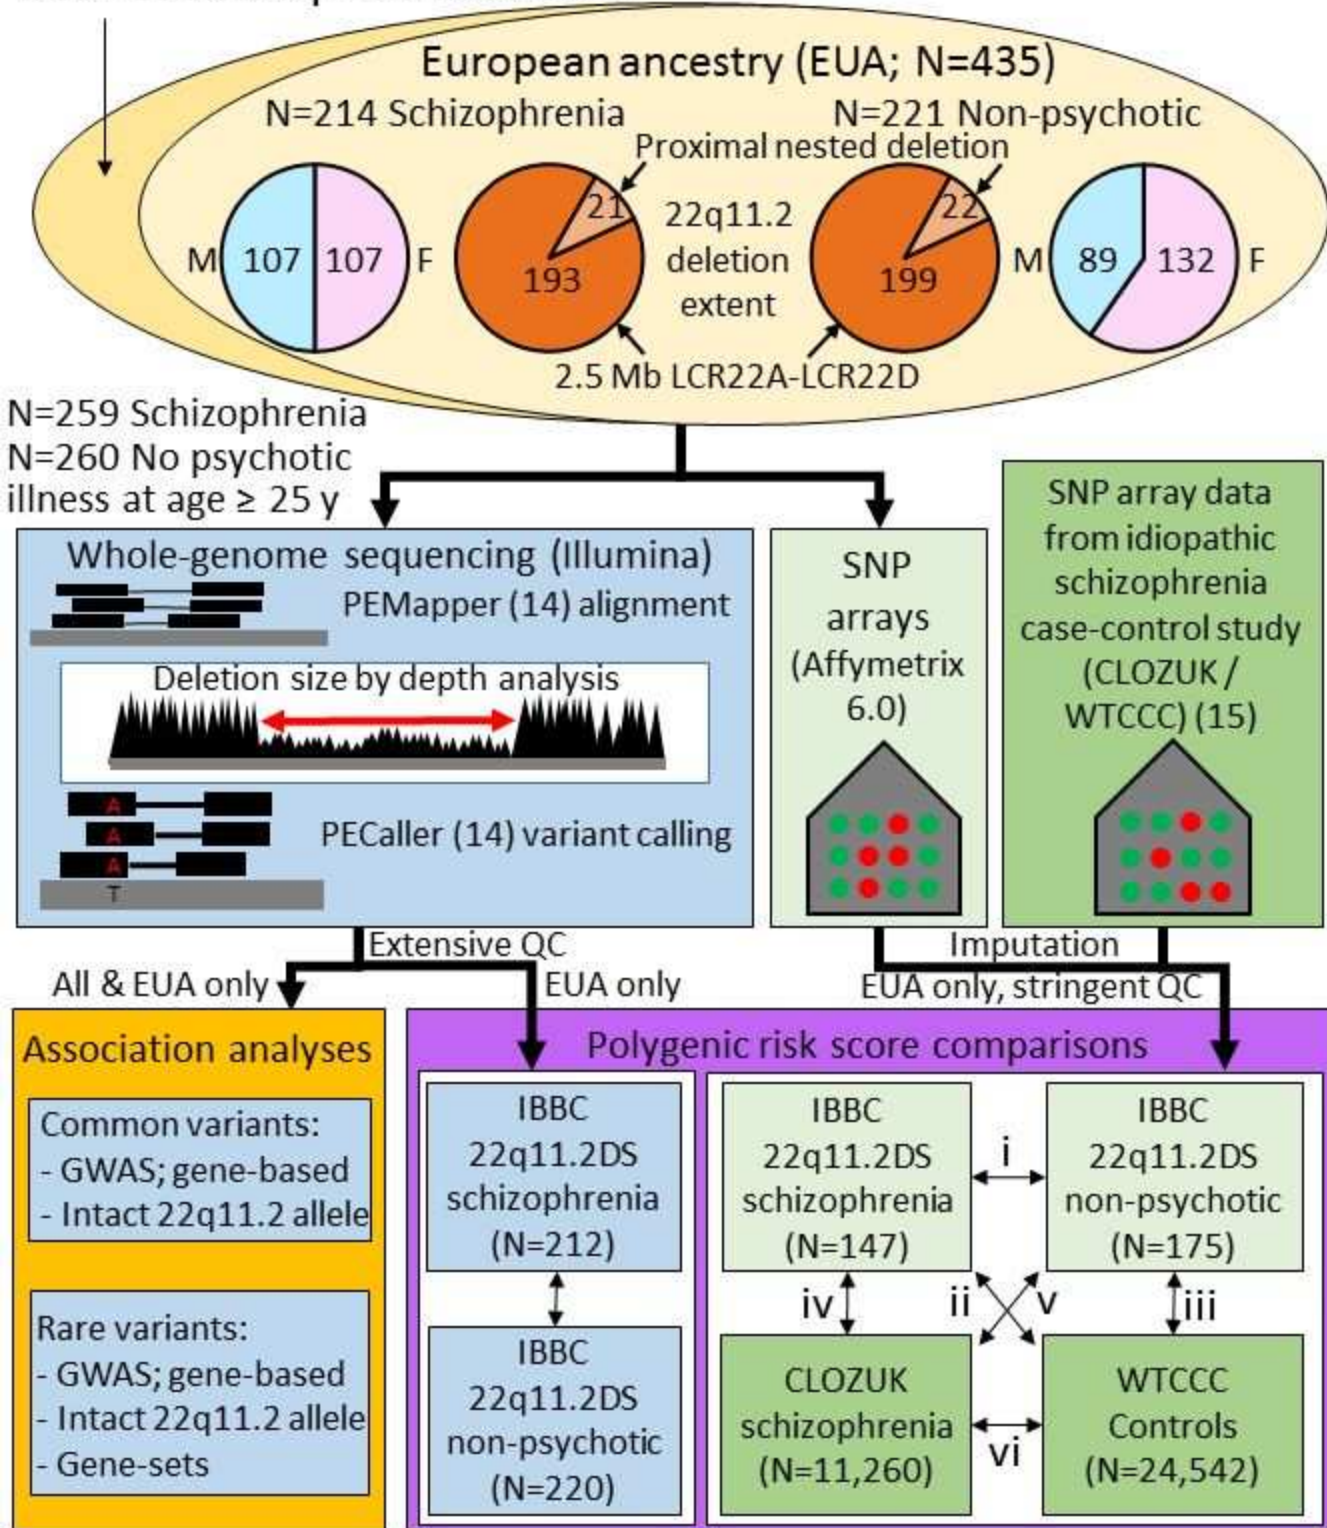 European ancestry (EUA; N=435)
N=214 Schizophrenia
N=221 Non-psychotic
Proximal nested deletion
M
107
107
F
21
193
22q11.2
deletion
extent
22
199
M
89
132
F
2.5 Mb LCR22A-LCR22D
N=259 Schizophrenia
N=260 No psychotic
illness at age ≥ 25 y
Whole-genome sequencing (Illumina)
PEMapper (14) alignment
Deletion size by depth analysis
A
A
A
T
PECaller (14) variant calling
SNP
arrays
(Affymetrix
6.0)
SNP array data
from idiopathic
schizophrenia
case-control study
(CLOZUK /
WTCCC) (15)
Extensive QC
All & EUA only
EUA only
Imputation
EUA only, stringent QC
Association analyses
Common variants:
- GWAS; gene-based
- Intact 22q11.2 allele
Rare variants:
- GWAS; gene-based
- Intact 22q11.2 allele
- Gene-sets
Polygenic risk score comparisons
IBBC
22q11.2DS
schizophrenia
(N=212)
IBBC
22q11.2DS
non-psychotic
(N=220)
IBBC
22q11.2DS
schizophrenia
(N=147)
i
IBBC
22q11.2DS
non-psychotic
(N=175)
iv
ii
v
iii
CLOZUK
schizophrenia
(N=11,260)
vi
WTCCC
Controls
(N=24,542)